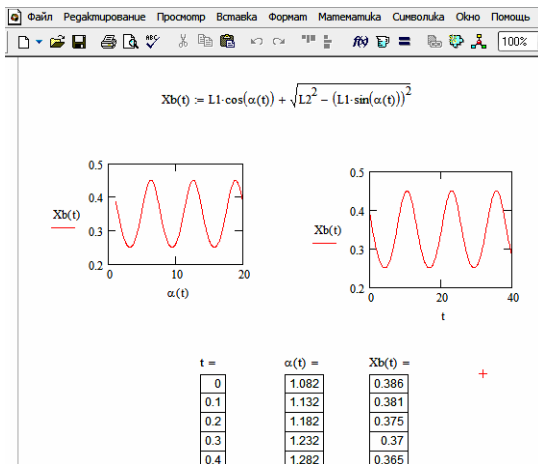 Файл Редактирование Просмотр Вставка Формат Математика Символика Окно Помощь
f(x) = 100%
Xb(t) := L1·cos(α(t)) + √(L2² − (L1·sin(α(t)))²)
0.5
0.4
0.3
0.2
Xb(t)
0 10 20
α(t)
0.5
0.4
0.3
0.2
Xb(t)
0 20 40
t
t = α(t) = Xb(t) =
0 1.082 0.386
0.1 1.132 0.381
0.2 1.182 0.375
0.3 1.232 0.37
0.4 1.282 0.365